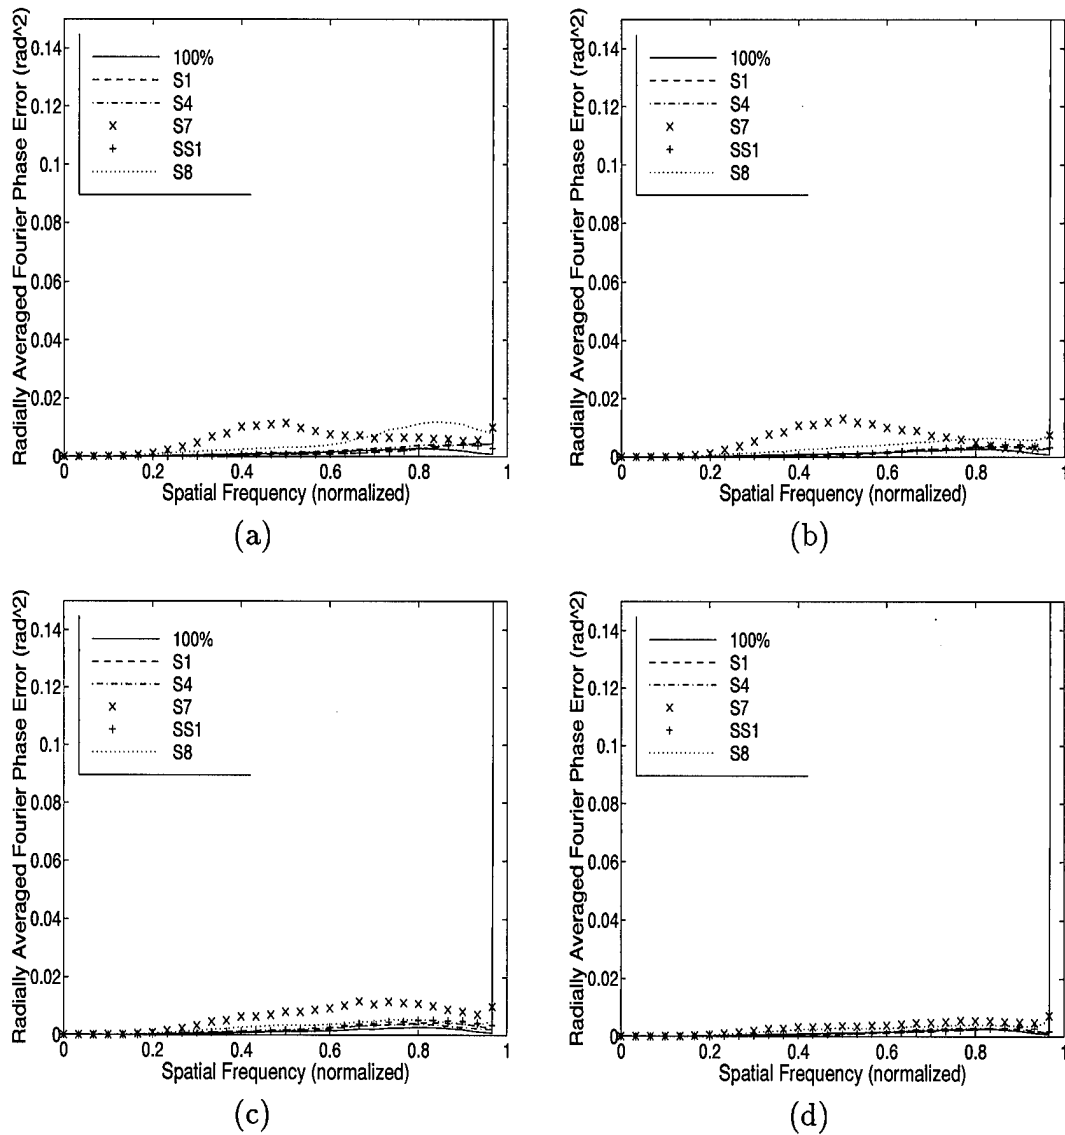 Radially Averaged Fourier Phase Error (rad^2)
0.14
0.12
0.1
0.08
0.06
0.04
0.02
0
100%
S1
S4
S7
SS1
S8
0 0.2 0.4 0.6 0.8 1
Spatial Frequency (normalized)
(a)
Radially Averaged Fourier Phase Error (rad^2)
0.14
0.12
0.1
0.08
0.06
0.04
0.02
0
100%
S1
S4
S7
SS1
S8
0 0.2 0.4 0.6 0.8 1
Spatial Frequency (normalized)
(b)
Radially Averaged Fourier Phase Error (rad^2)
0.14
0.12
0.1
0.08
0.06
0.04
0.02
0
100%
S1
S4
S7
SS1
S8
0 0.2 0.4 0.6 0.8 1
Spatial Frequency (normalized)
(c)
Radially Averaged Fourier Phase Error (rad^2)
0.14
0.12
0.1
0.08
0.06
0.04
0.02
0
100%
S1
S4
S7
SS1
S8
0 0.2 0.4 0.6 0.8 1
Spatial Frequency (normalized)
(d)